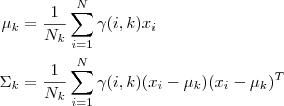 μ_k = \frac{1}{N_k} \sum_{i=1}^{N} γ(i,k)x_i
Σ_k = \frac{1}{N_k} \sum_{i=1}^{N} γ(i,k)(x_i − μ_k)(x_i − μ_k)^T